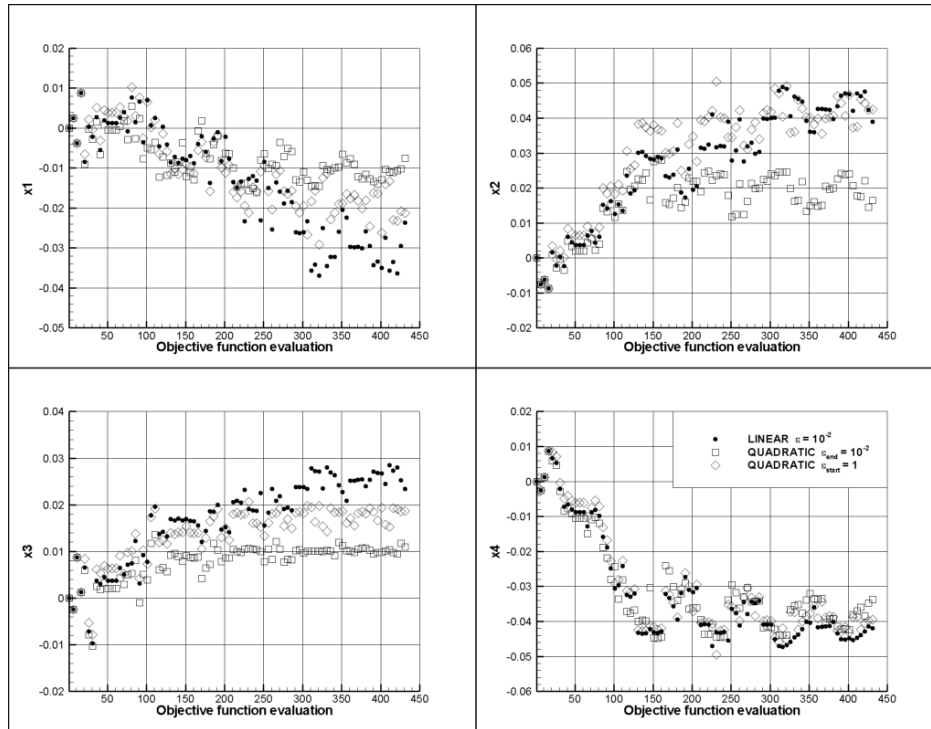 0.02
0.01
0
-0.01
-0.02
-0.03
-0.04
-0.05
x1
50 100 150 200 250 300 350 400 450
Objective function evaluation
0.06
0.05
0.04
0.03
0.02
0.01
0
-0.01
-0.02
x2
50 100 150 200 250 300 350 400 450
Objective function evaluation
0.04
0.03
0.02
0.01
0
-0.01
-0.02
x3
50 100 150 200 250 300 350 400 450
Objective function evaluation
0.02
0.01
0
-0.01
-0.02
-0.03
-0.04
-0.05
-0.06
x4
LINEAR ε = 10⁻²
QUADRATIC ε_end = 10⁻²
QUADRATIC ε_start = 1
50 100 150 200 250 300 350 400 450
Objective function evaluation